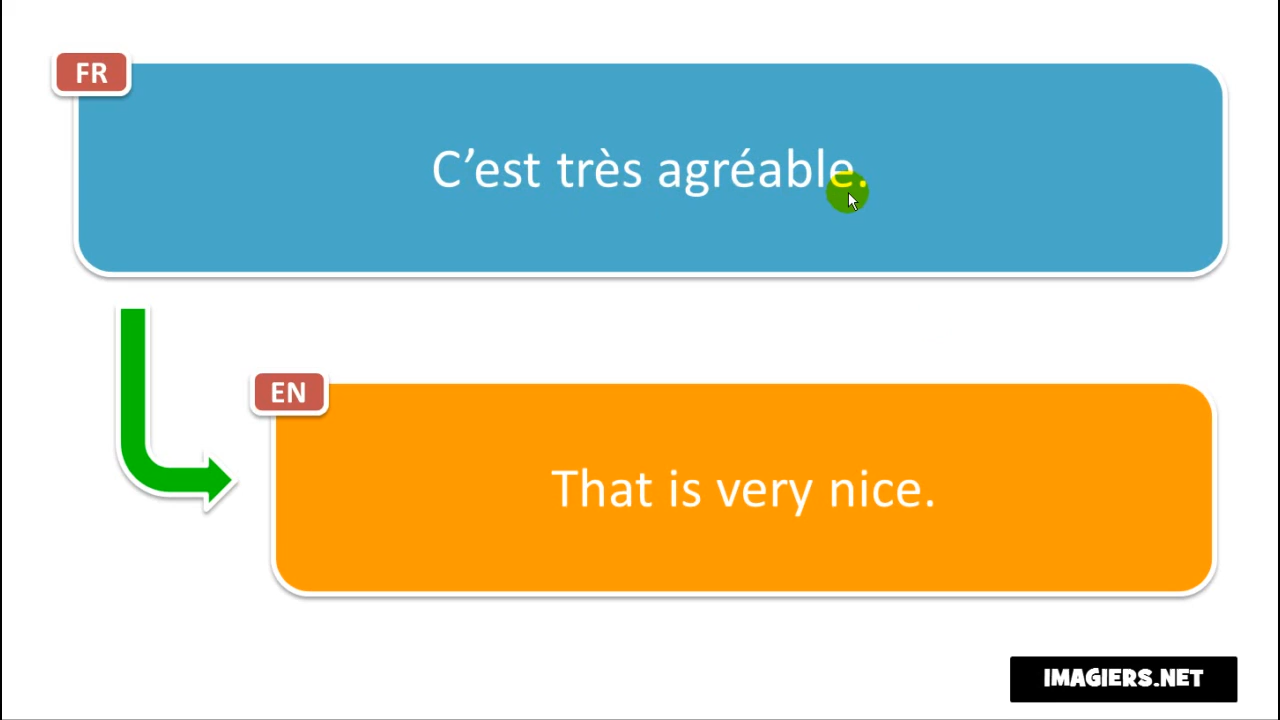 FR
C’est très agréable.
EN
That is very nice.
IMAGIERS.NET